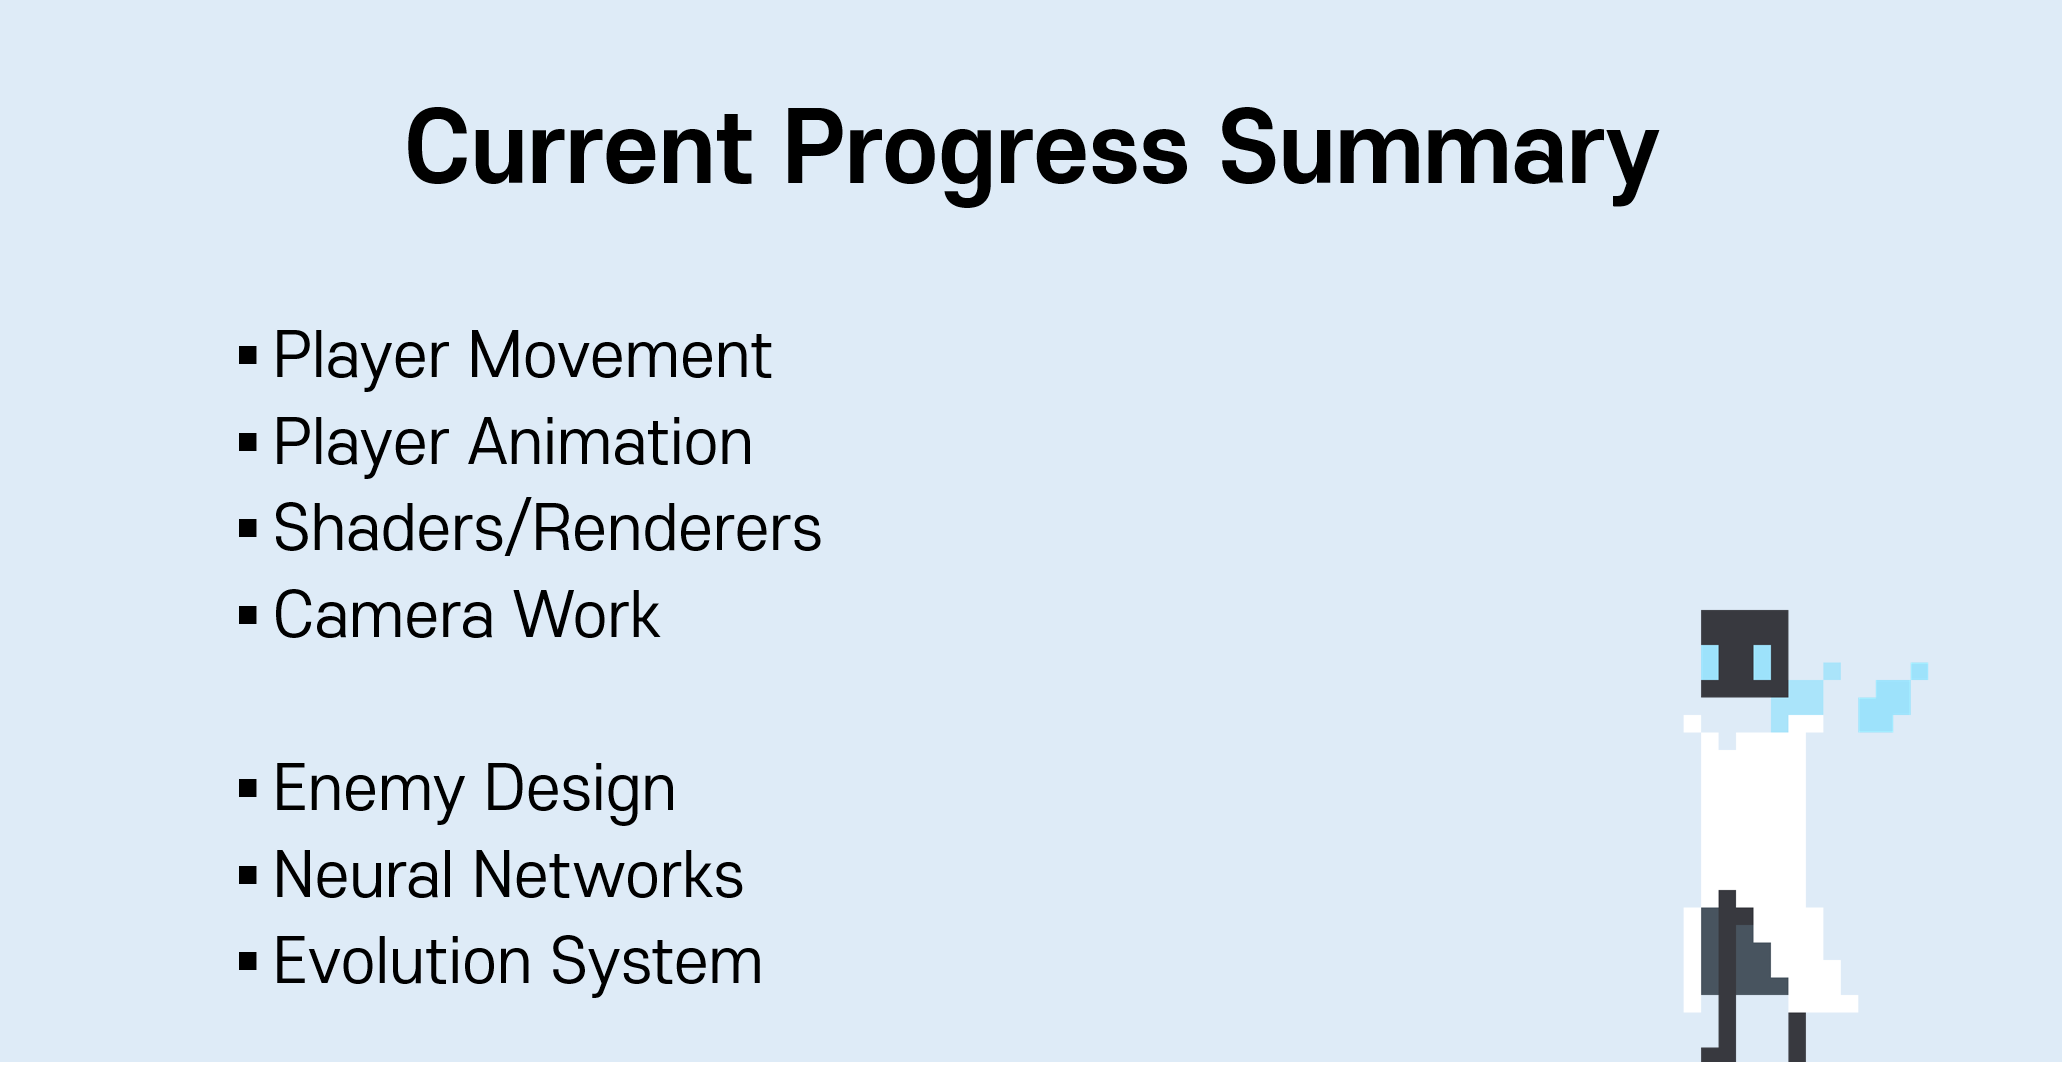 Current Progress Summary
▪ Player Movement
▪ Player Animation
▪ Shaders/Renderers
▪ Camera Work
▪ Enemy Design
▪ Neural Networks
▪ Evolution System